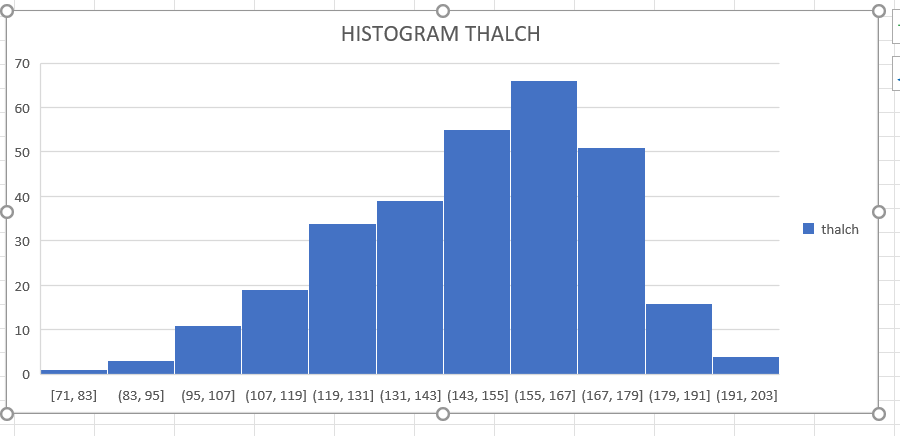 HISTOGRAM THALCH
70
60
50
40
30
20
10
0
thalch
[71, 83] (83, 95] (95, 107] (107, 119] (119, 131] (131, 143] (143, 155] (155, 167] (167, 179] (179, 191] (191, 203]